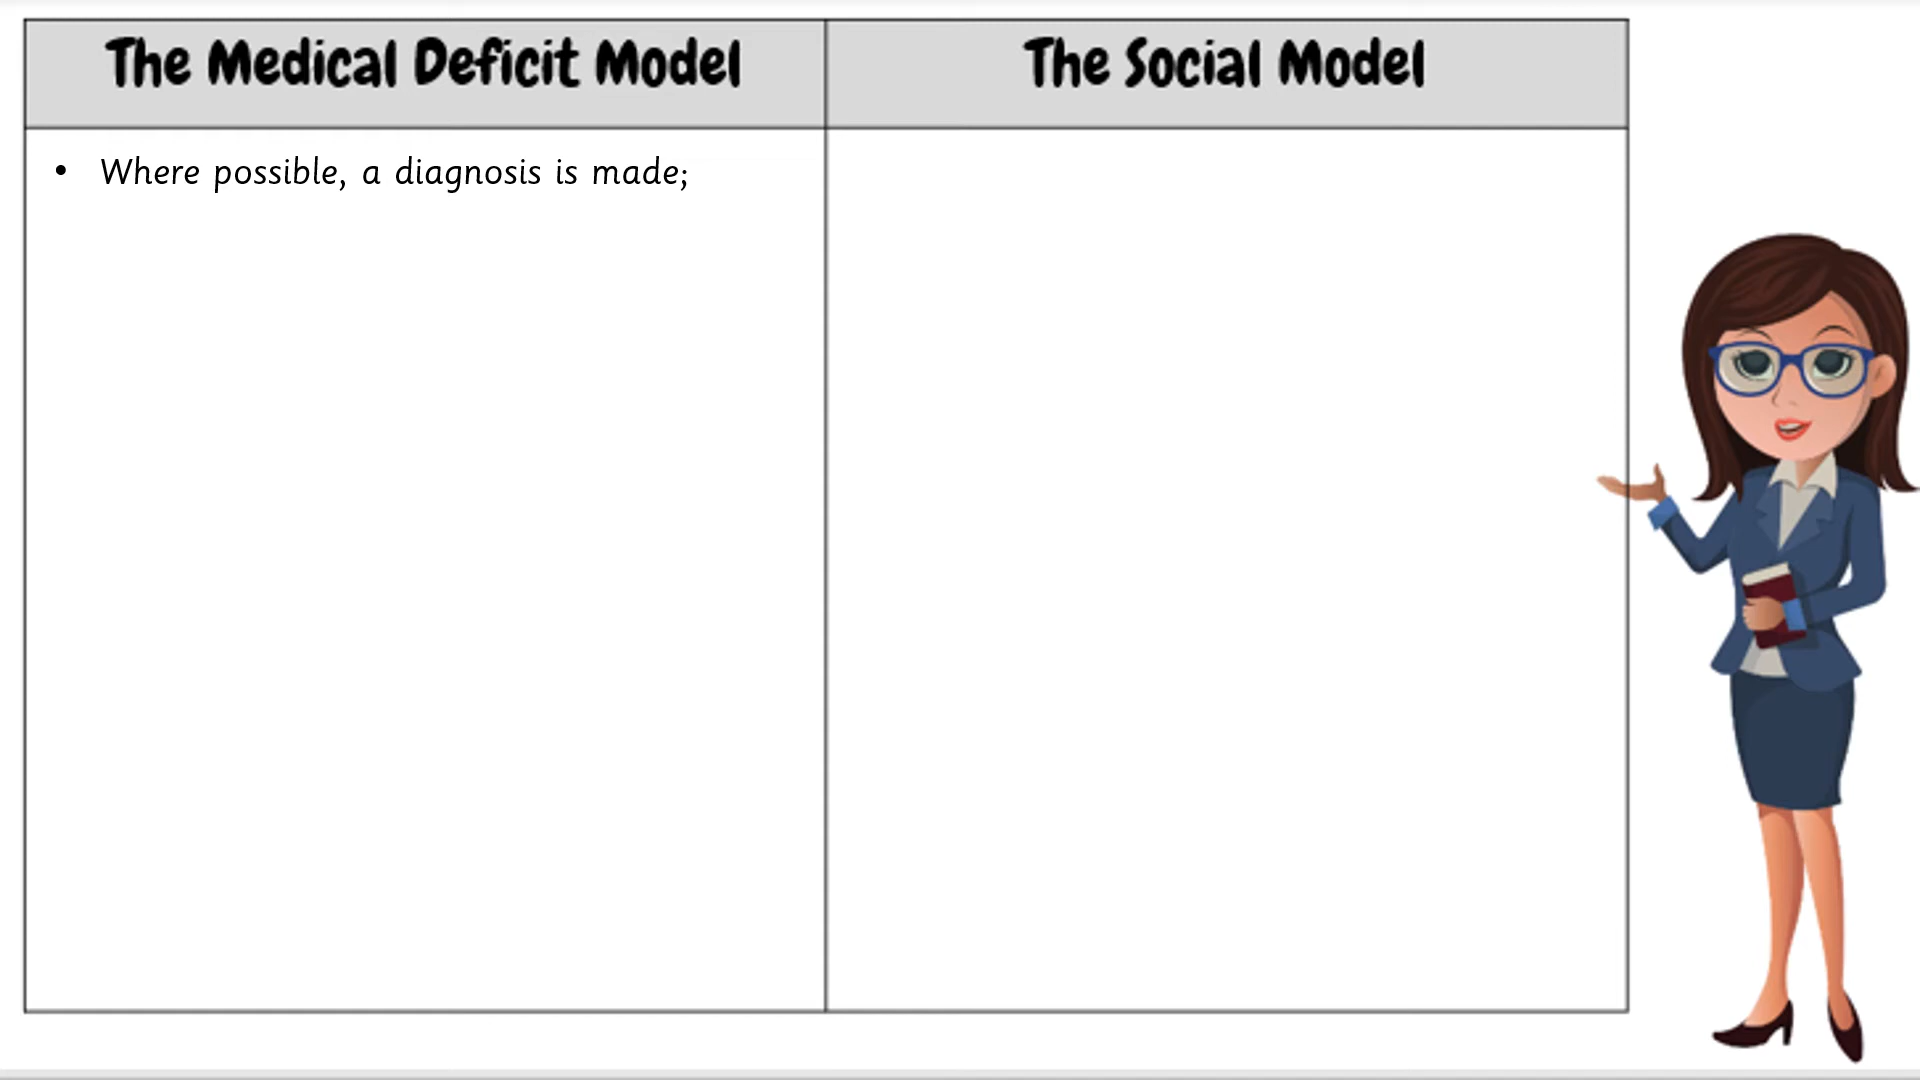 The Medical Deficit Model
The Social Model
• Where possible, a diagnosis is made;